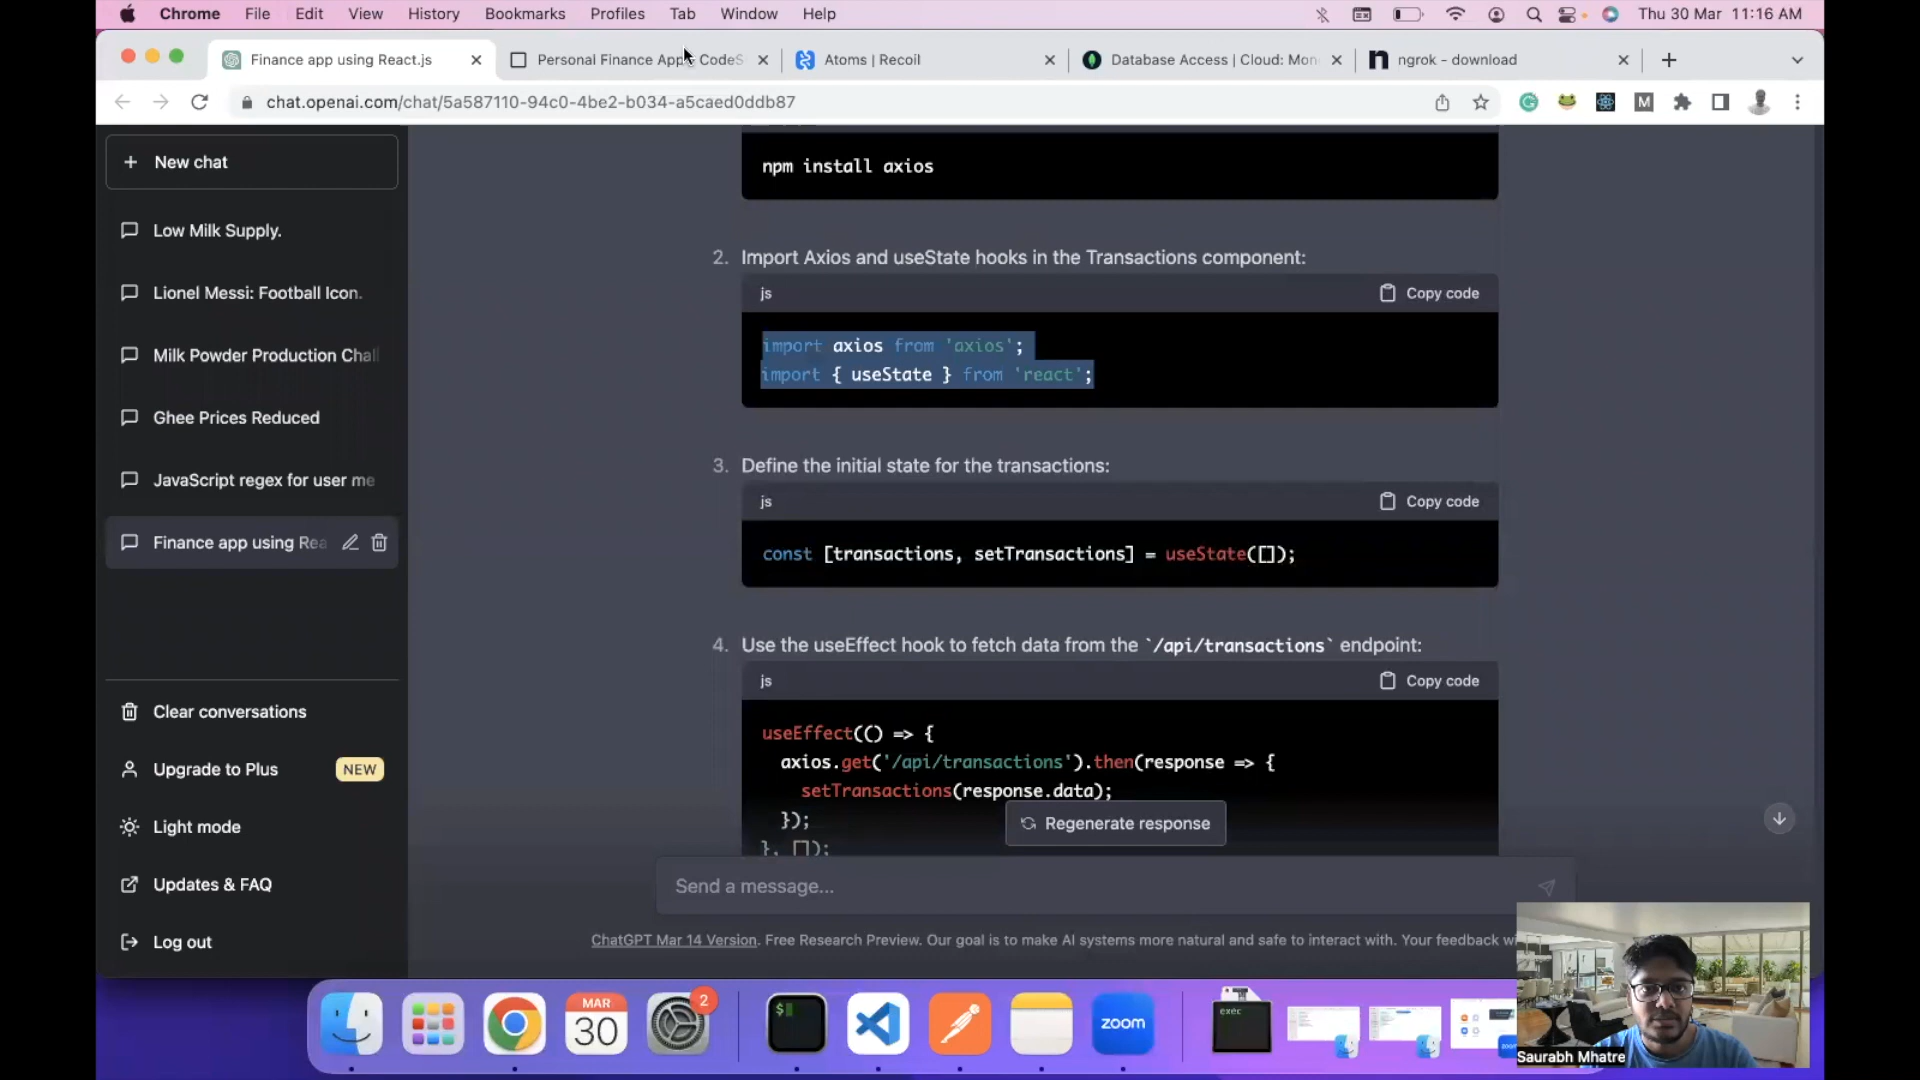 Chrome File Edit View History Bookmarks Profiles Tab Window Help Thu 30 Mar 11:16 AM
Finance app using React.js Personal Finance App - CodeS Atoms | Recoil Database Access | Cloud: Mon ngrok - download
chat.openai.com/chat/5a587110-94c0-4be2-b034-a5caed0ddb87 M
New chat
Low Milk Supply.
Lionel Messi: Football Icon.
Milk Powder Production Chall
Ghee Prices Reduced
JavaScript regex for user me
Finance app using Rea
Clear conversations
Upgrade to Plus NEW
Light mode
Updates & FAQ
Log out
npm install axios
2. Import Axios and useState hooks in the Transactions component:
js Copy code
import axios from 'axios';
import { useState } from 'react';
3. Define the initial state for the transactions:
js Copy code
const [transactions, setTransactions] = useState([]);
4. Use the useEffect hook to fetch data from the `/api/transactions` endpoint:
js Copy code
useEffect(() => {
axios.get('/api/transactions').then(response => {
setTransactions(response.data);
});
}, []);
Regenerate response
Send a message...
ChatGPT Mar 14 Version. Free Research Preview. Our goal is to make AI systems more natural and safe to interact with. Your feedback wi
MAR
30
2
$
zoom
exec
Saurabh Mhatre